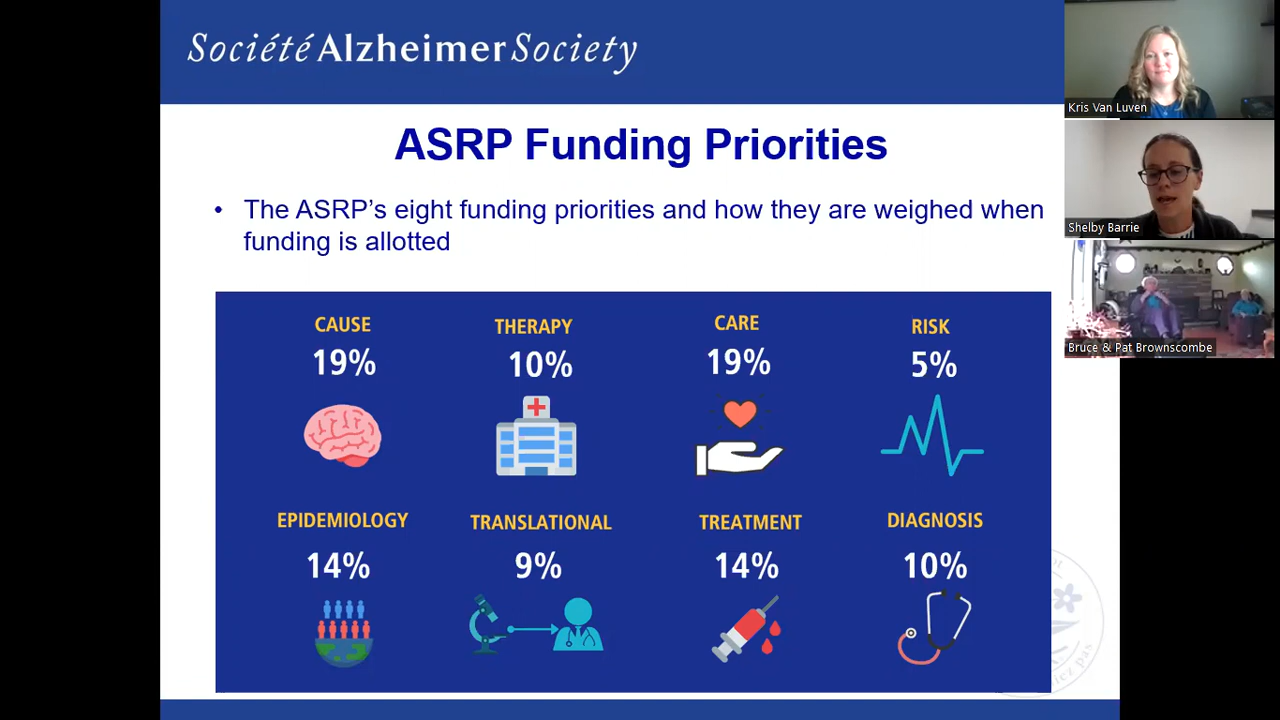 Société Alzheimer Society
ASRP Funding Priorities
• The ASRP’s eight funding priorities and how they are weighed when
funding is allotted
CAUSE
19%
THERAPY
10%
CARE
19%
RISK
5%
EPIDEMIOLOGY
14%
TRANSLATIONAL
9%
TREATMENT
14%
DIAGNOSIS
10%
Kris Van Luven
Shelby Barrie
Bruce & Pat Brownscombe